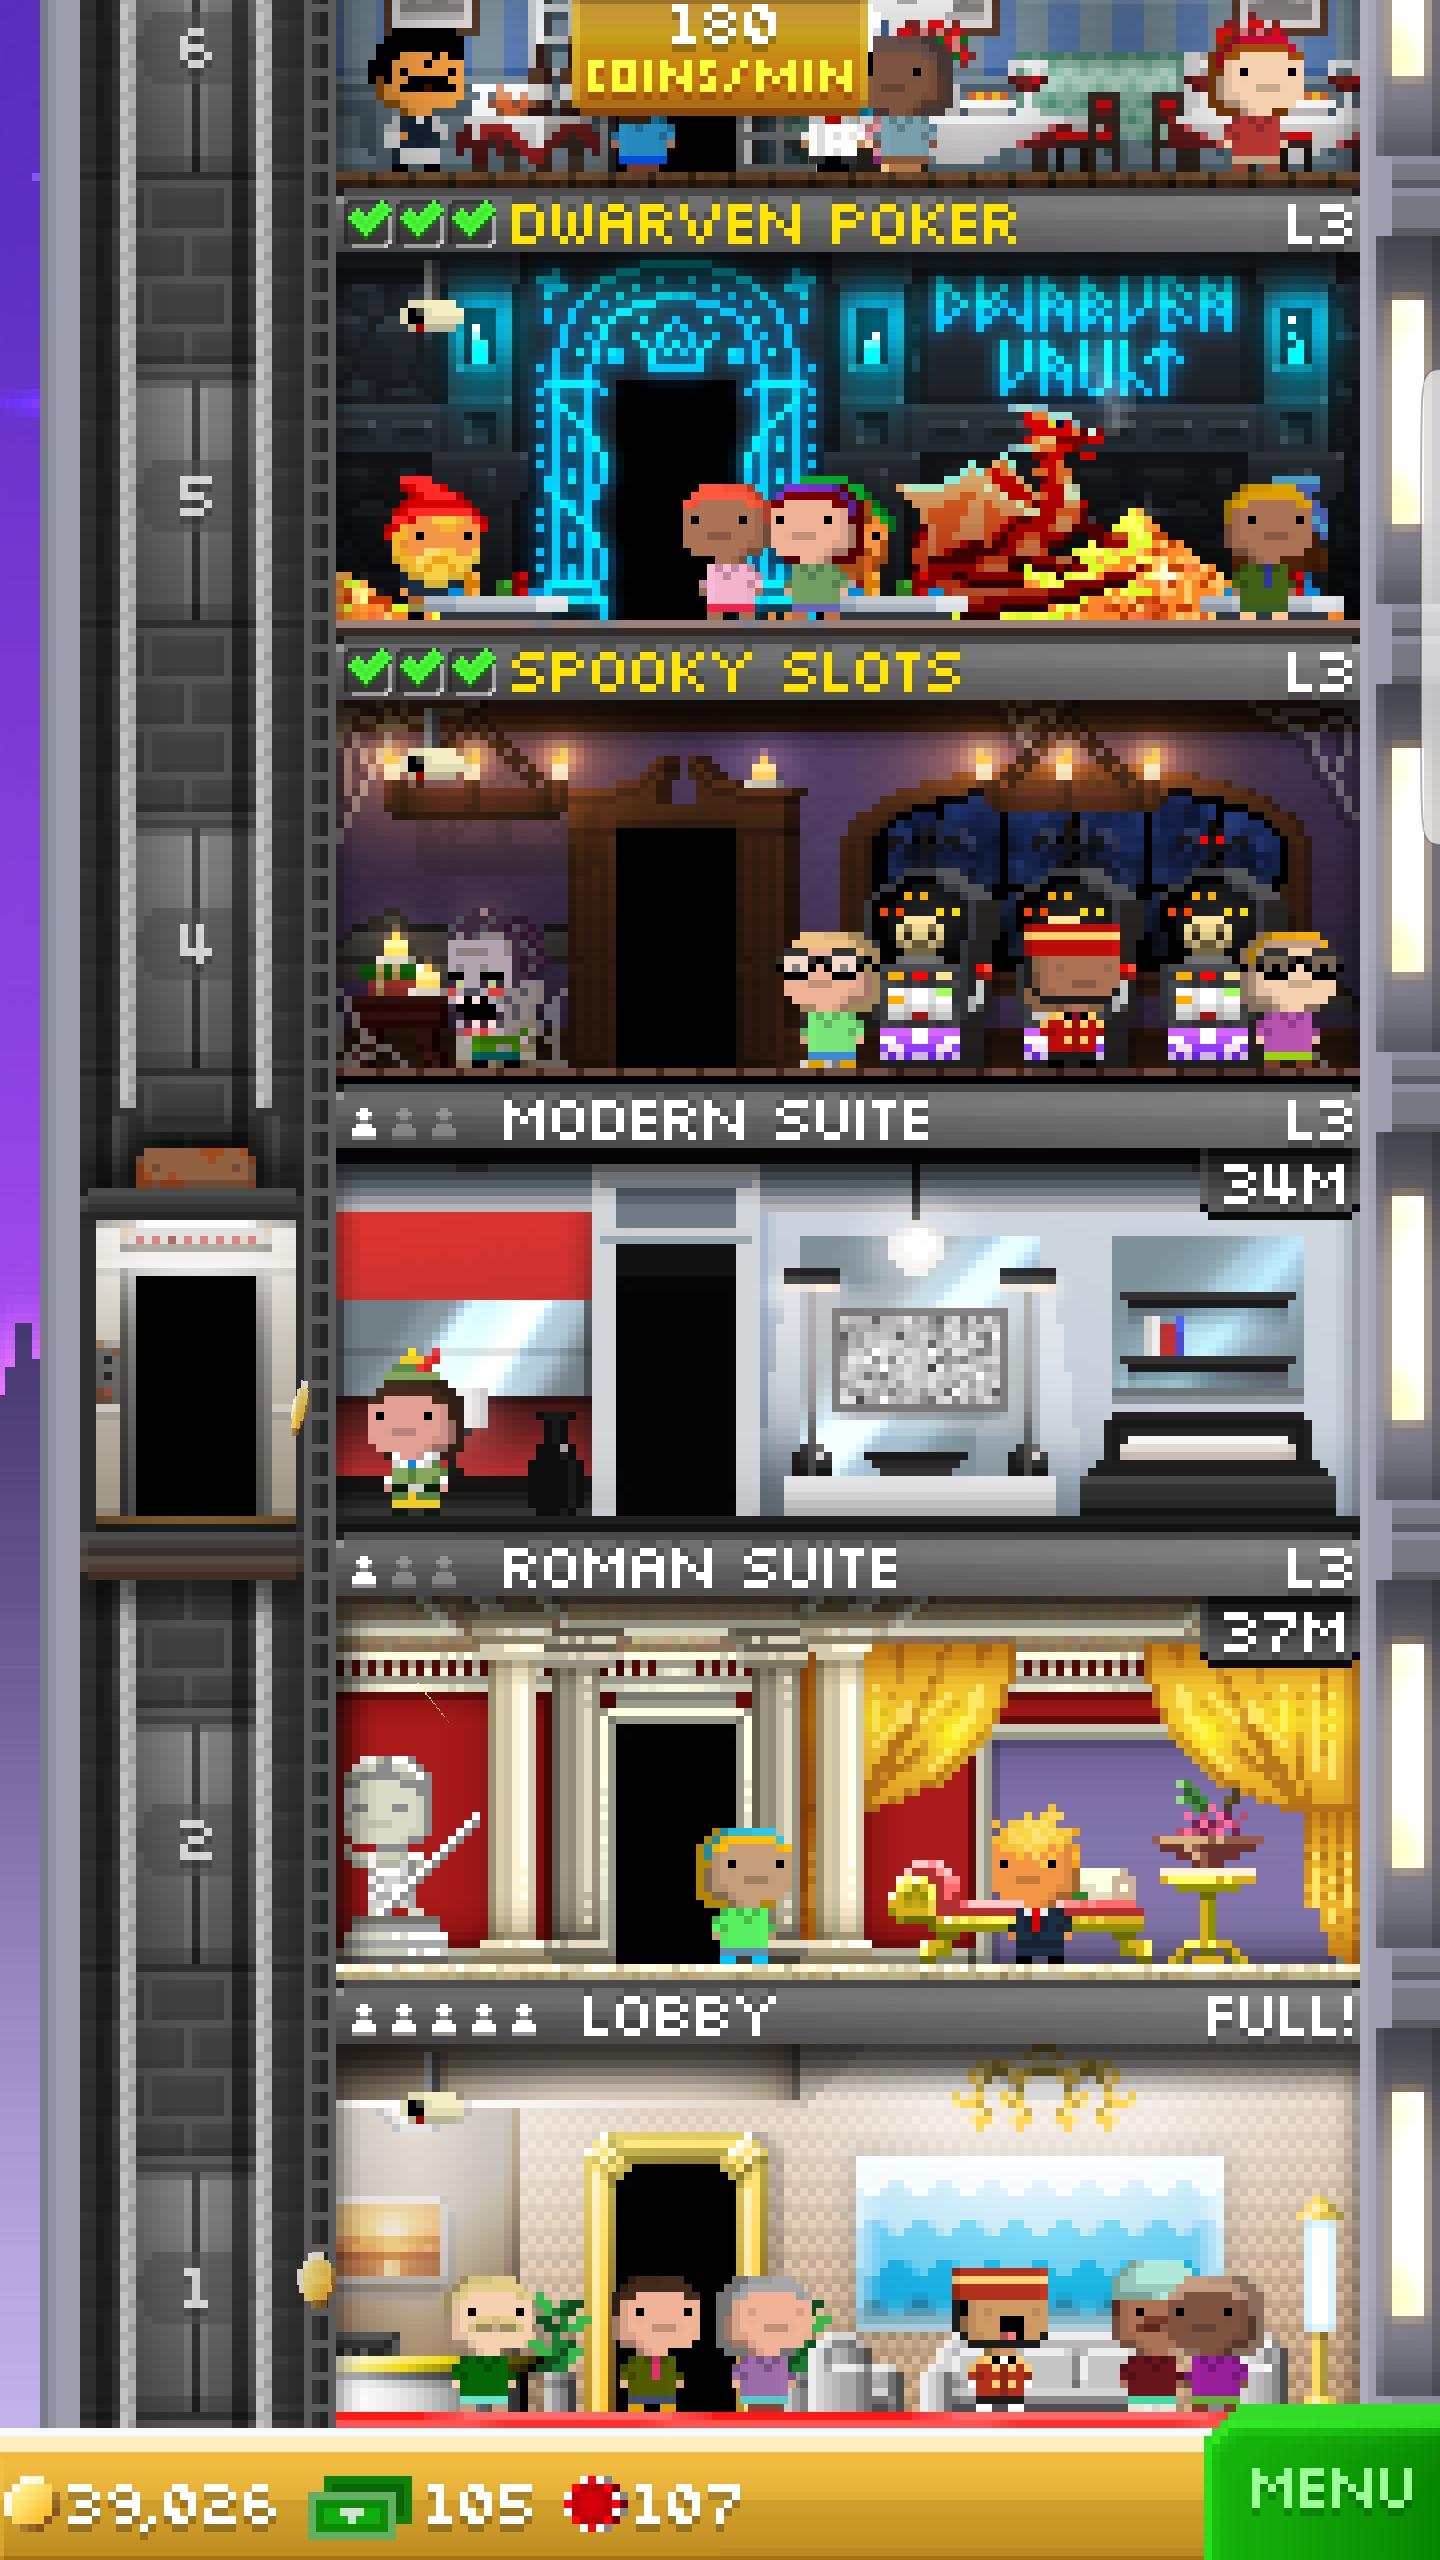 180
COINS/MIN
6
DWARVEN POKER L3
DWARVEN
VAULT
5
SPOOKY SLOTS L3
4
MODERN SUITE L3
34M
ROMAN SUITE L3
37M
2
LOBBY FULL!
1
39,026 105 107
MENU